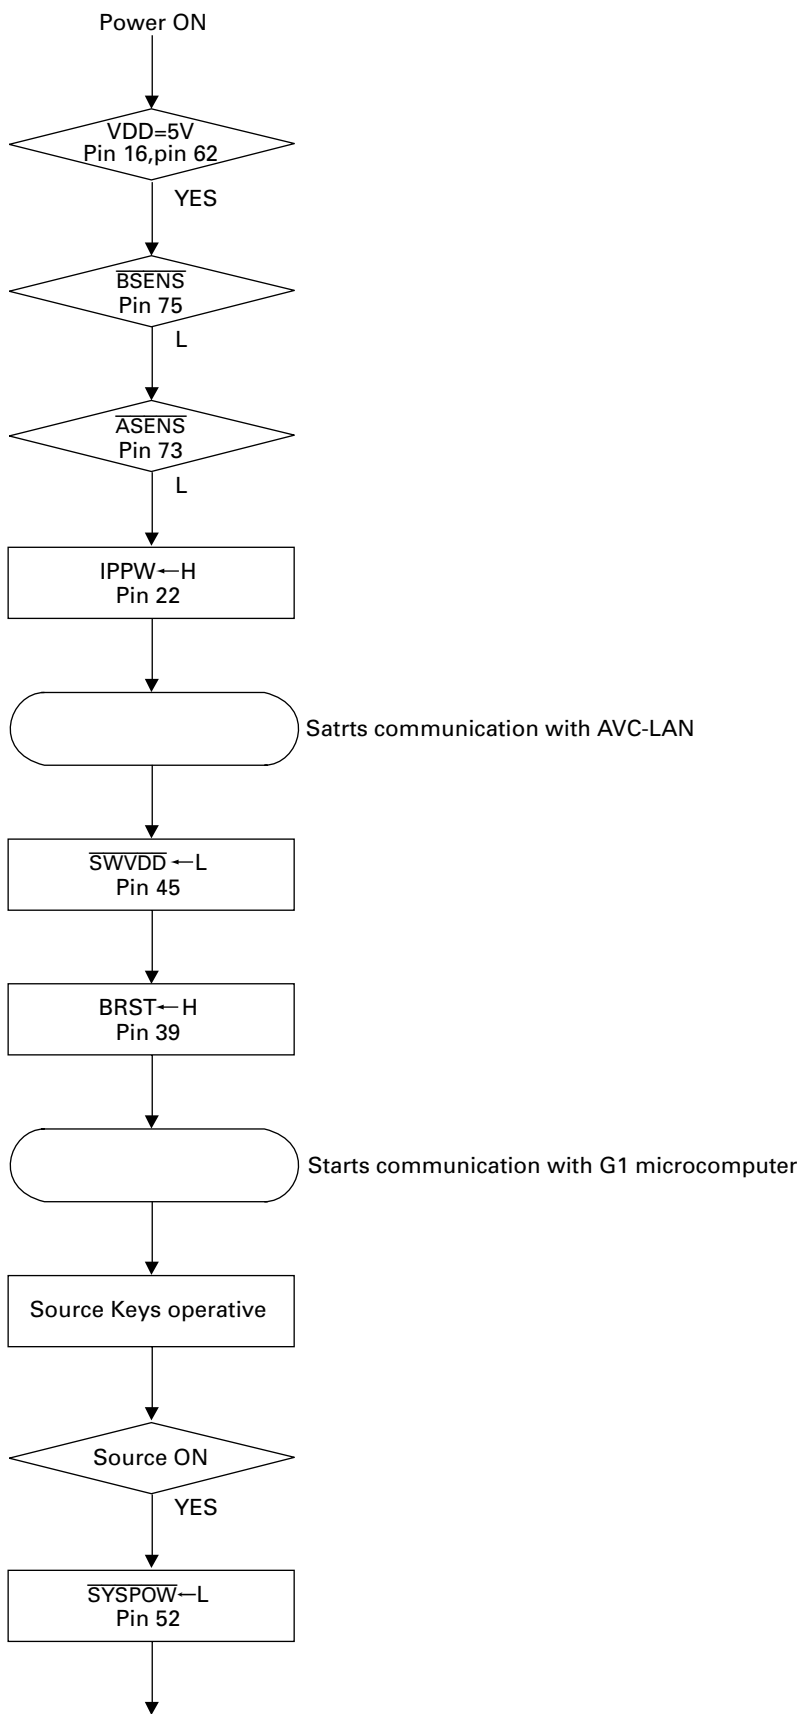 Power ON
VDD=5V
Pin 16,pin 62
YES
BSENS
Pin 75
L
ASENS
Pin 73
L
IPPW←H
Pin 22
Satrts communication with AVC-LAN
SWVDD←L
Pin 45
BRST←H
Pin 39
Starts communication with G1 microcomputer
Source Keys operative
Source ON
YES
SYSPOW←L
Pin 52